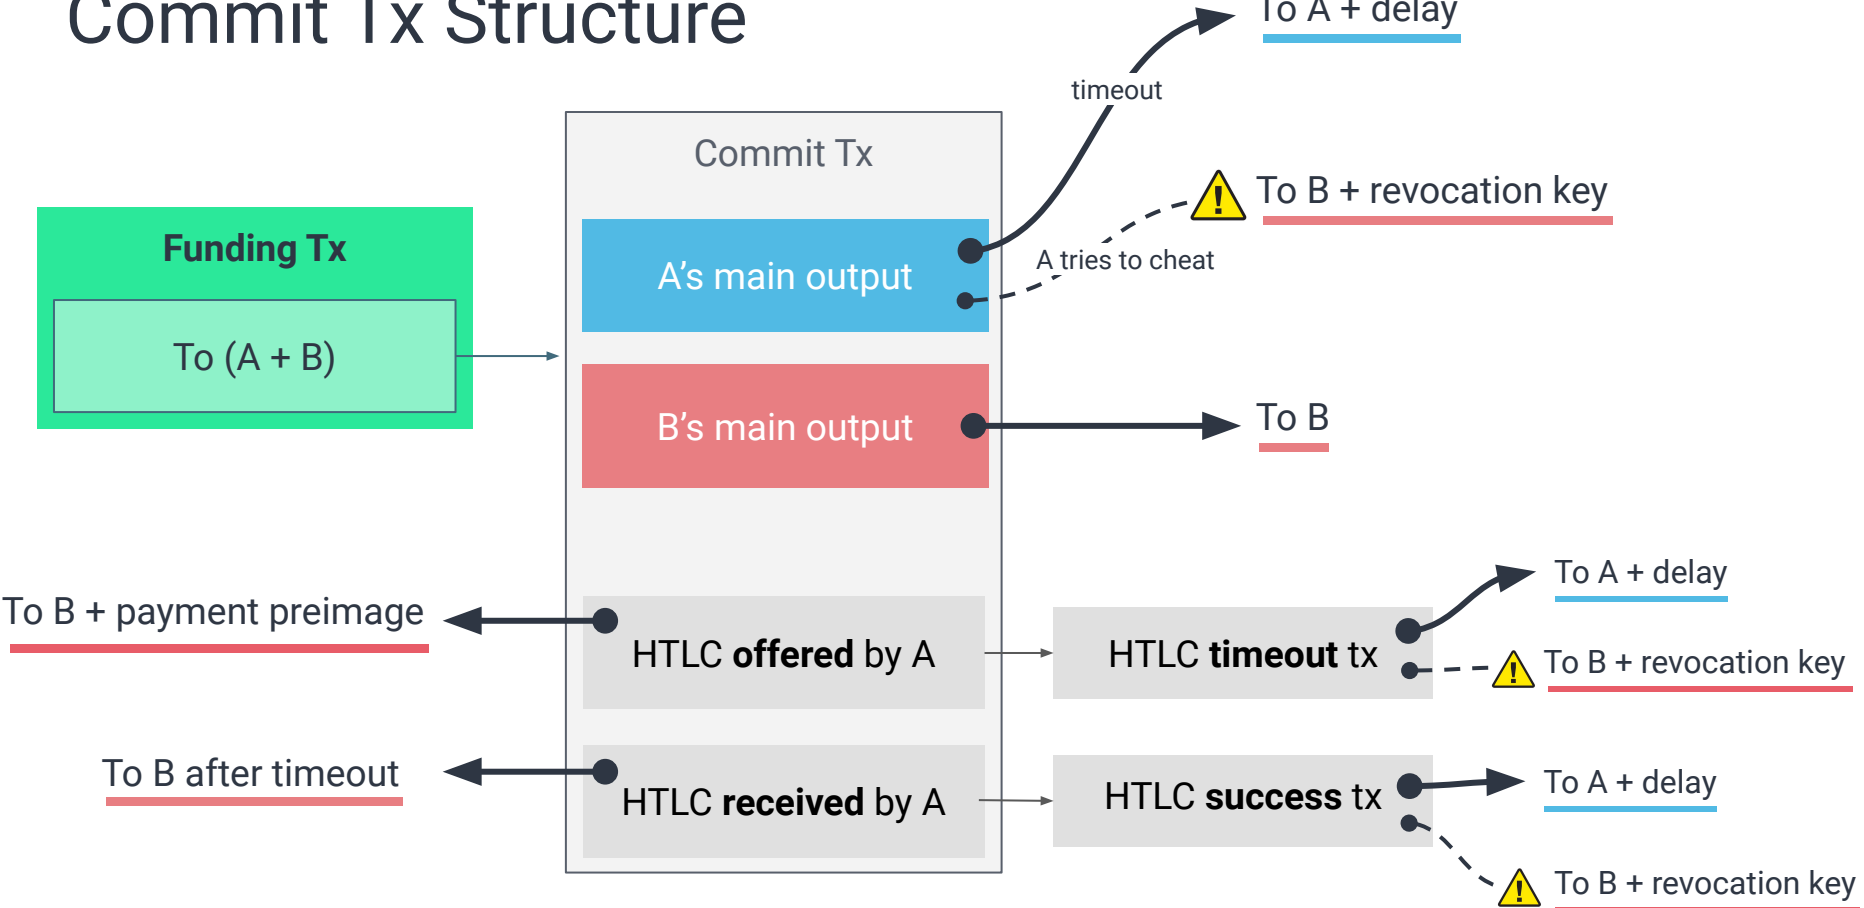 Commit Tx Structure
To A + delay
timeout
Commit Tx
To B + revocation key
Funding Tx
A's main output
A tries to cheat
To (A + B)
B's main output
To B
To B + payment preimage
HTLC offered by A
HTLC timeout tx
To A + delay
To B + revocation key
To B after timeout
HTLC received by A
HTLC success tx
To A + delay
To B + revocation key